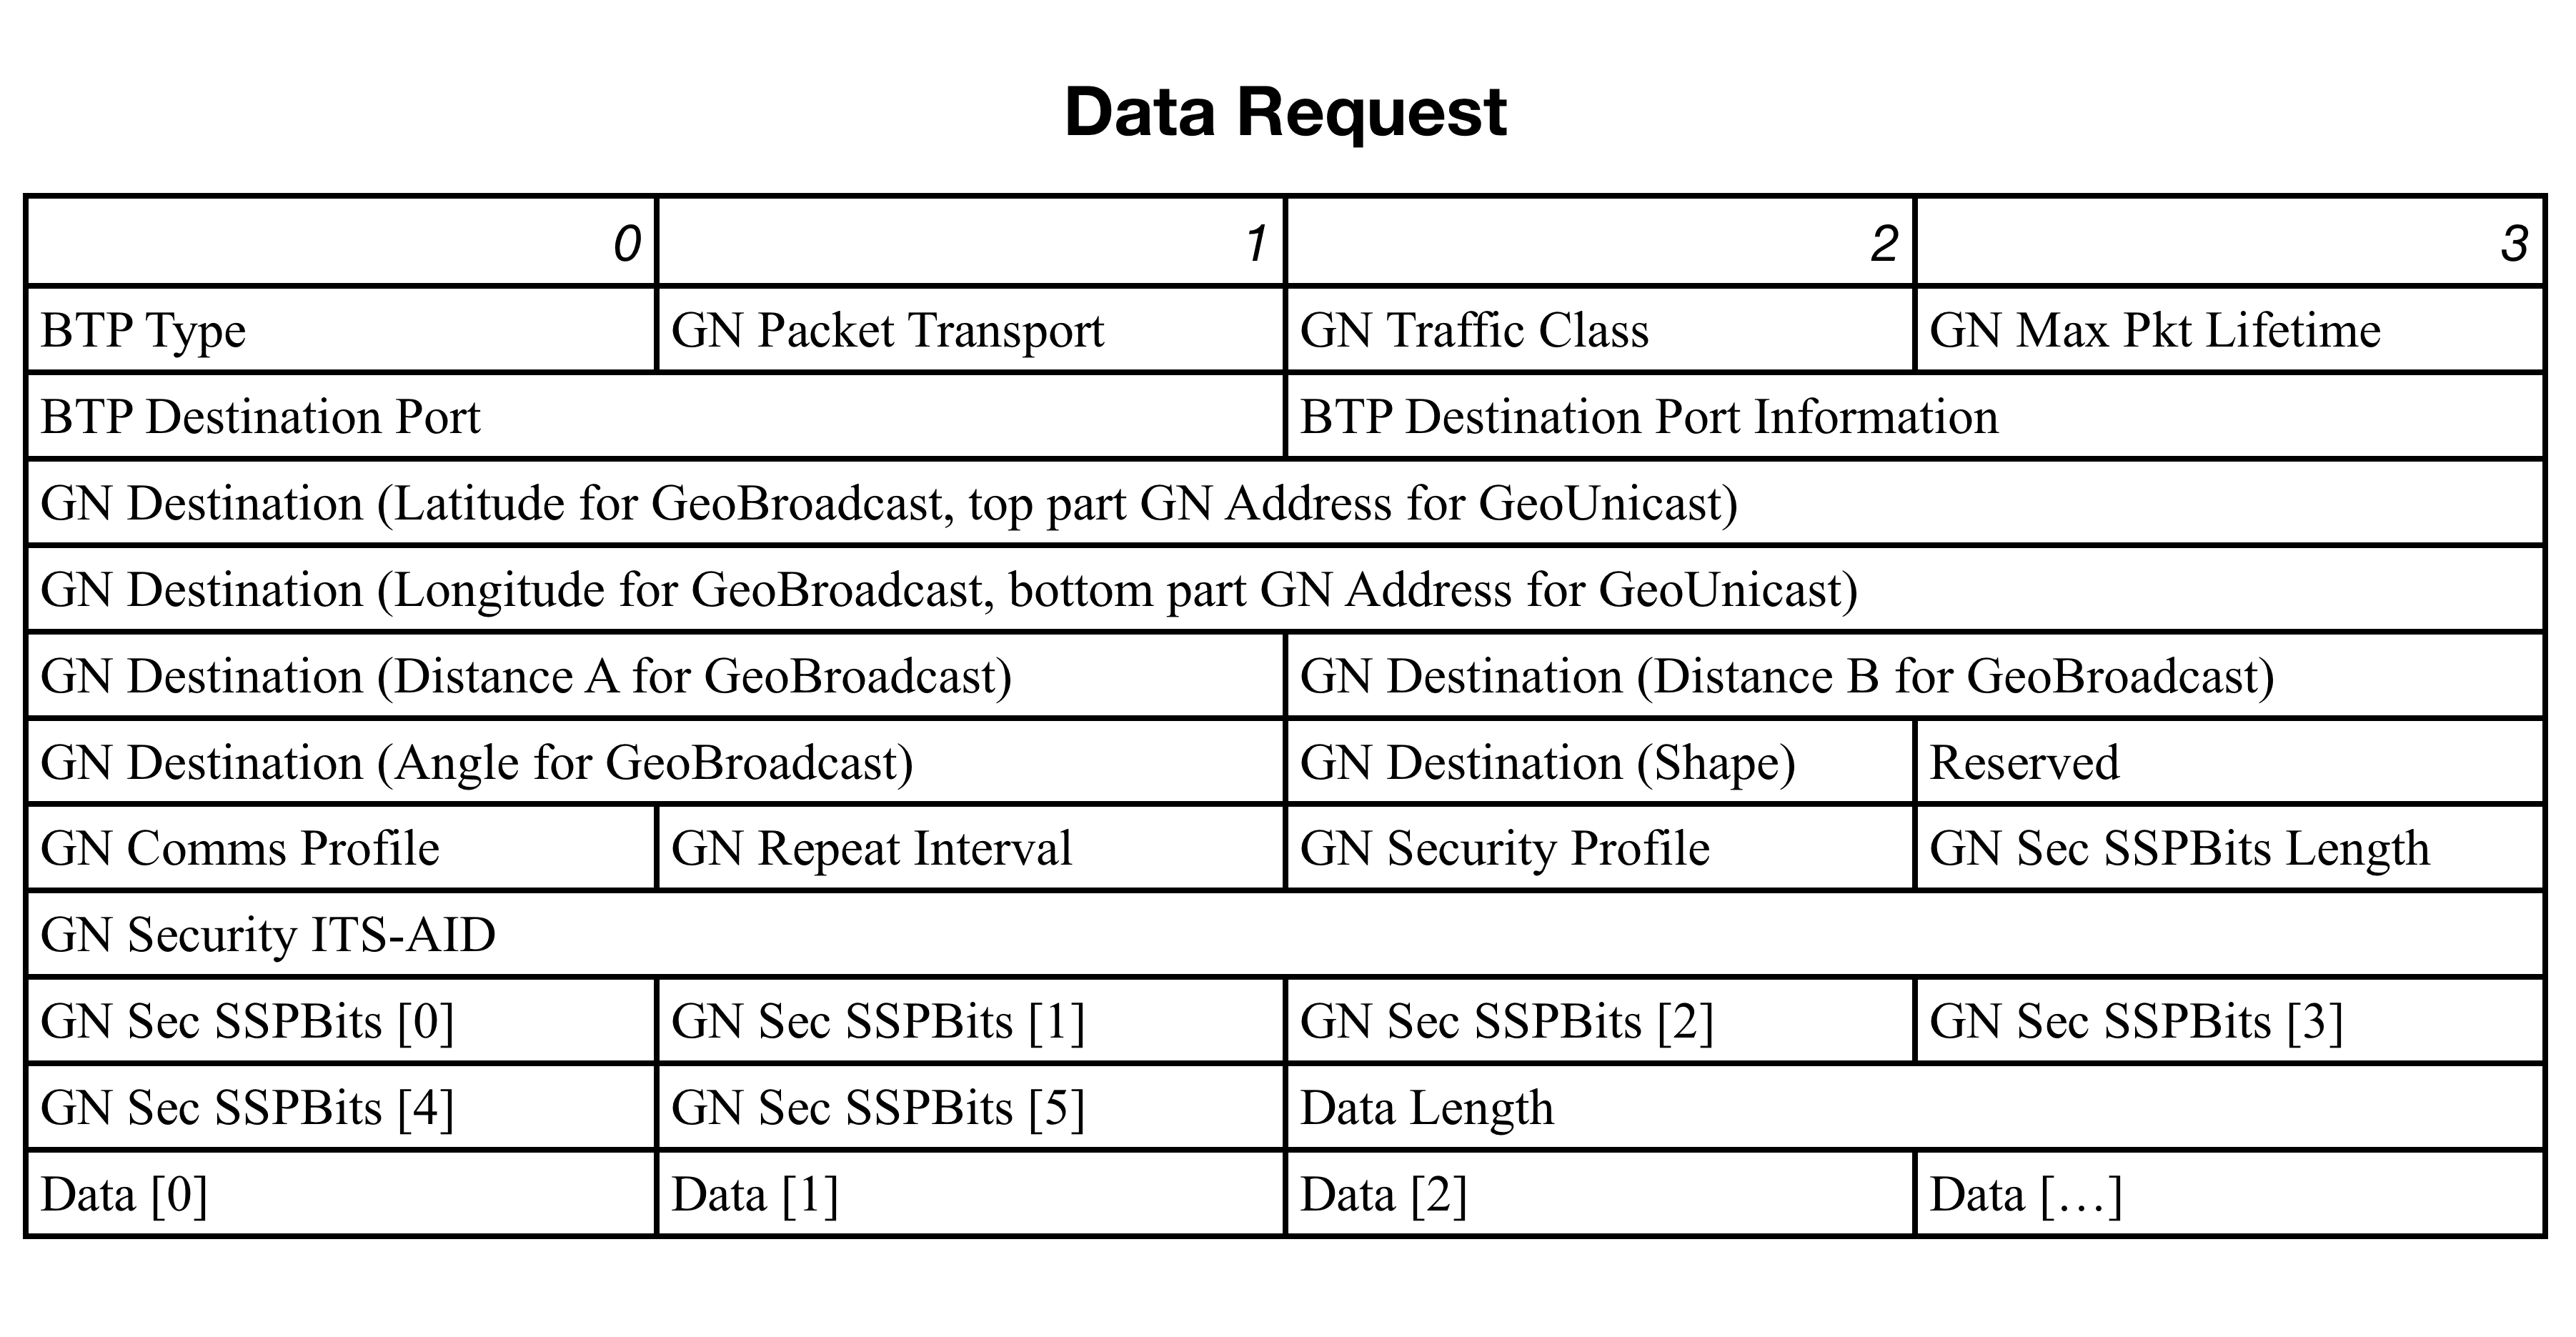 Data Request
0 1 2 3
BTP Type GN Packet Transport GN Traffic Class GN Max Pkt Lifetime
BTP Destination Port BTP Destination Port Information
GN Destination (Latitude for GeoBroadcast, top part GN Address for GeoUnicast)
GN Destination (Longitude for GeoBroadcast, bottom part GN Address for GeoUnicast)
GN Destination (Distance A for GeoBroadcast) GN Destination (Distance B for GeoBroadcast)
GN Destination (Angle for GeoBroadcast) GN Destination (Shape) Reserved
GN Comms Profile GN Repeat Interval GN Security Profile GN Sec SSPBits Length
GN Security ITS-AID
GN Sec SSPBits [0] GN Sec SSPBits [1] GN Sec SSPBits [2] GN Sec SSPBits [3]
GN Sec SSPBits [4] GN Sec SSPBits [5] Data Length
Data [0] Data [1] Data [2] Data […]